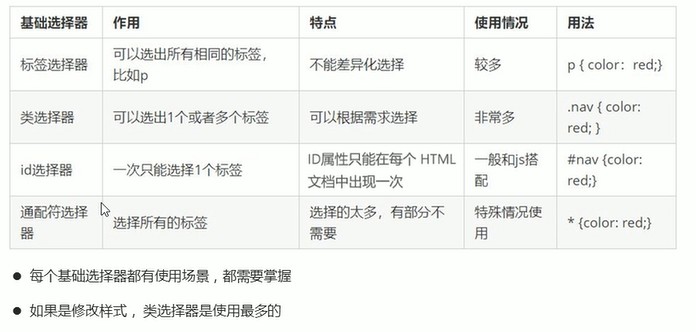 基础选择器 作用 特点 使用情况 用法
标签选择器 可以选出所有相同的标签，比如p 不能差异化选择 较多 p { color：red;}
类选择器 可以选出1个或者多个标签 可以根据需求选择 非常多 .nav { color: red; }
id选择器 一次只能选择1个标签 ID属性只能在每个 HTML 文档中出现一次 一般和js搭配 #nav {color: red;}
通配符选择器 选择所有的标签 选择的太多，有部分不需要 特殊情况使用 * {color: red;}
每个基础选择器都有使用场景，都需要掌握
如果是修改样式，类选择器是使用最多的